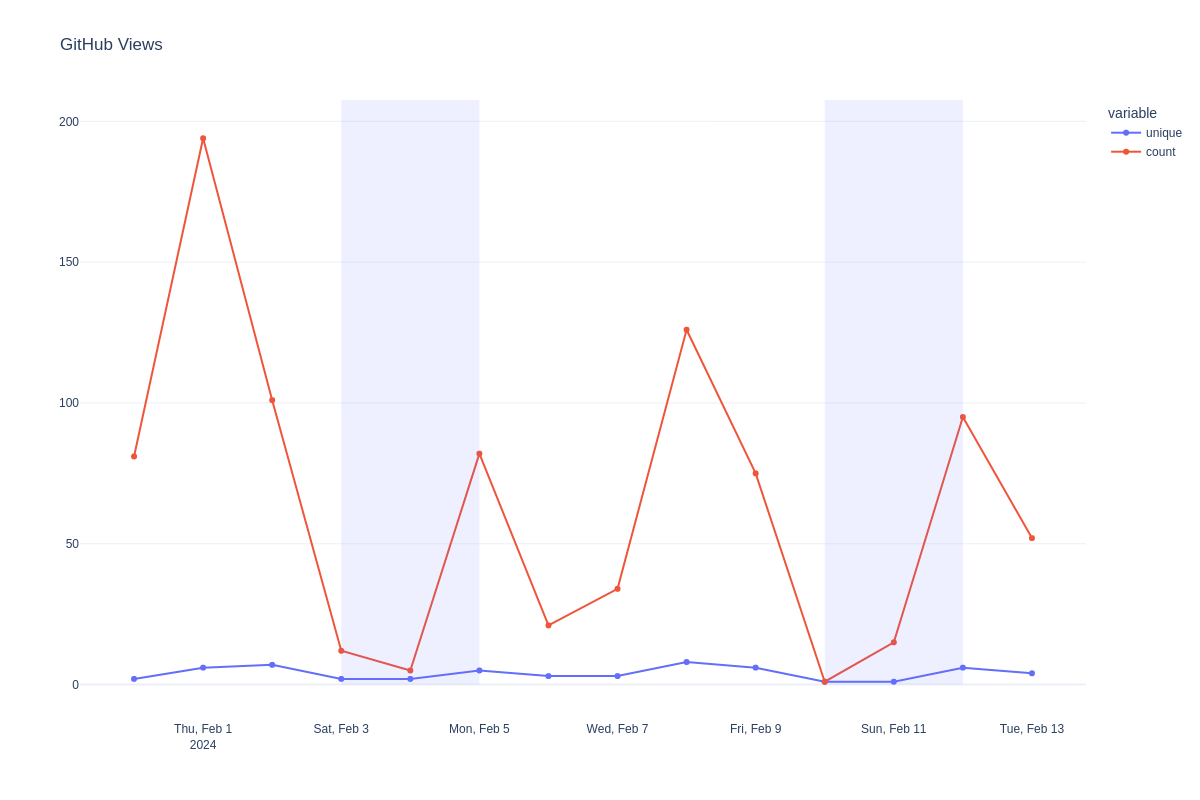 GitHub Views
variable
unique
count
200
150
100
50
0
Thu, Feb 1
2024
Sat, Feb 3
Mon, Feb 5
Wed, Feb 7
Fri, Feb 9
Sun, Feb 11
Tue, Feb 13